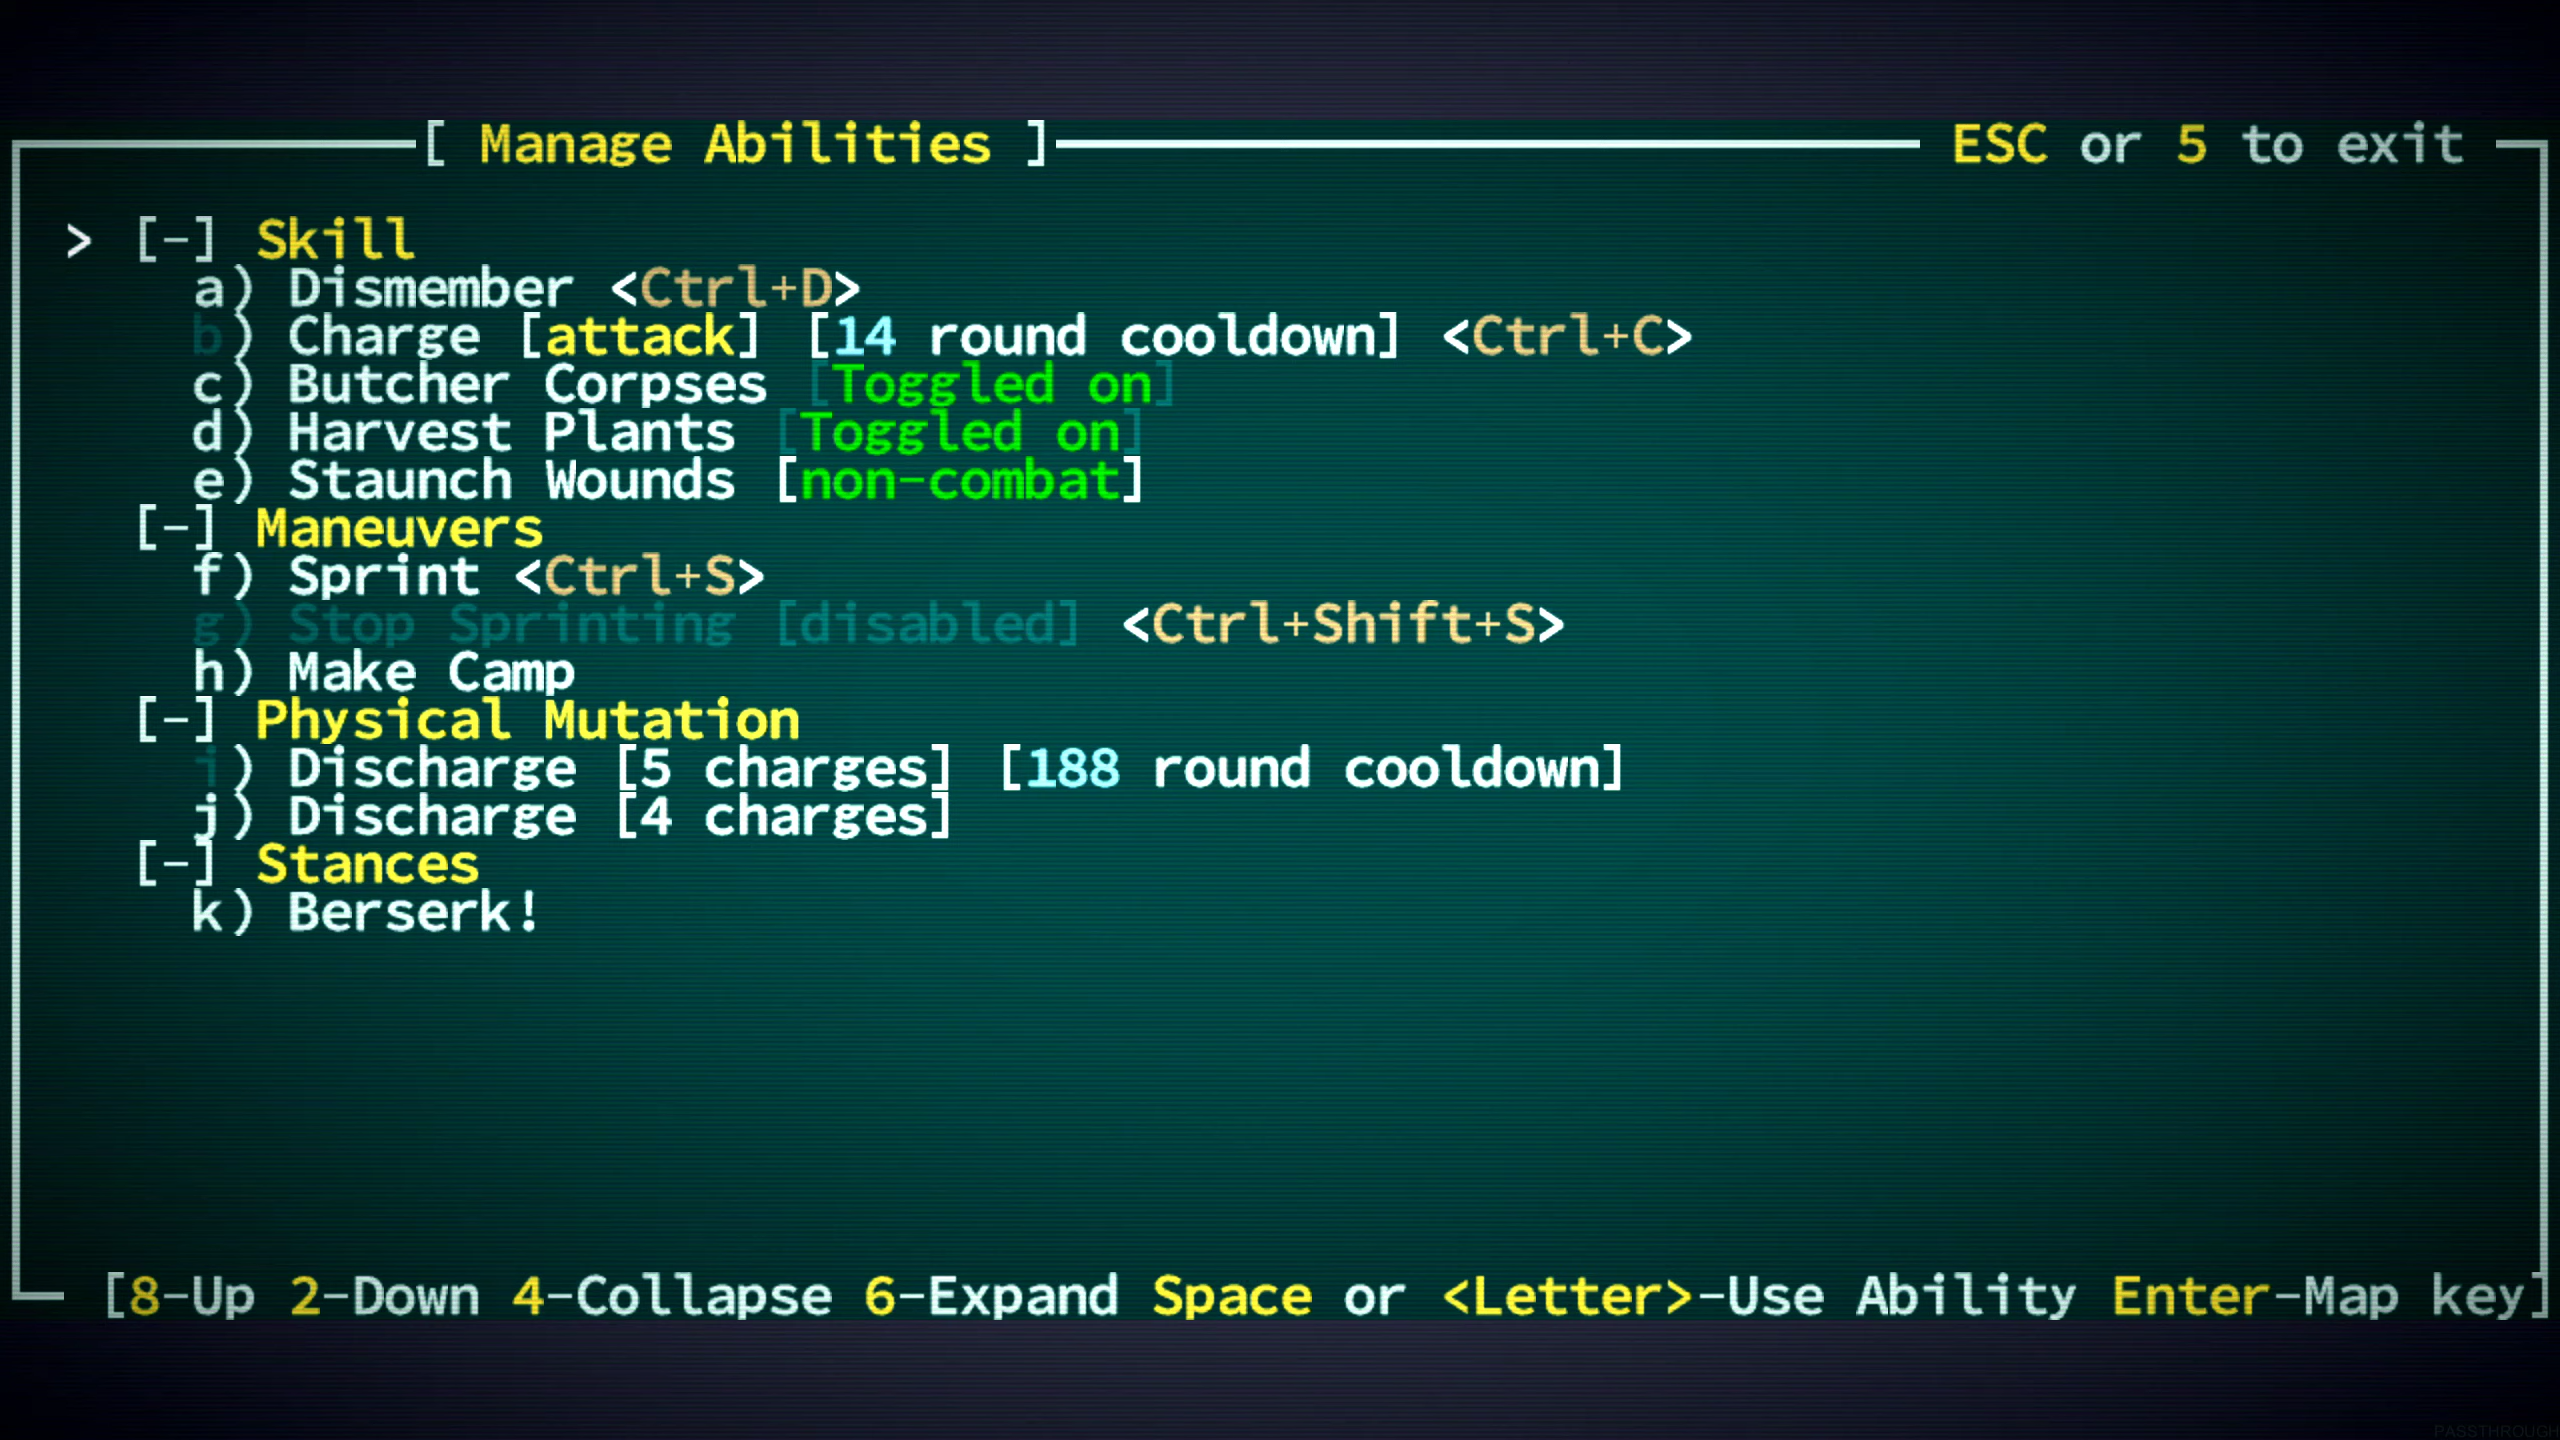 [ Manage Abilities ] ESC or 5 to exit
> [-] Skill
a) Dismember <Ctrl+D>
b) Charge [attack] [14 round cooldown] <Ctrl+C>
c) Butcher Corpses [Toggled on]
d) Harvest Plants [Toggled on]
e) Staunch Wounds [non-combat]
[-] Maneuvers
f) Sprint <Ctrl+S>
g) Stop Sprinting [disabled] <Ctrl+Shift+S>
h) Make Camp
[-] Physical Mutation
i) Discharge [5 charges] [188 round cooldown]
j) Discharge [4 charges]
[-] Stances
k) Berserk!
[8-Up 2-Down 4-Collapse 6-Expand Space or <Letter>-Use Ability Enter-Map key]
PASSTHROUGH